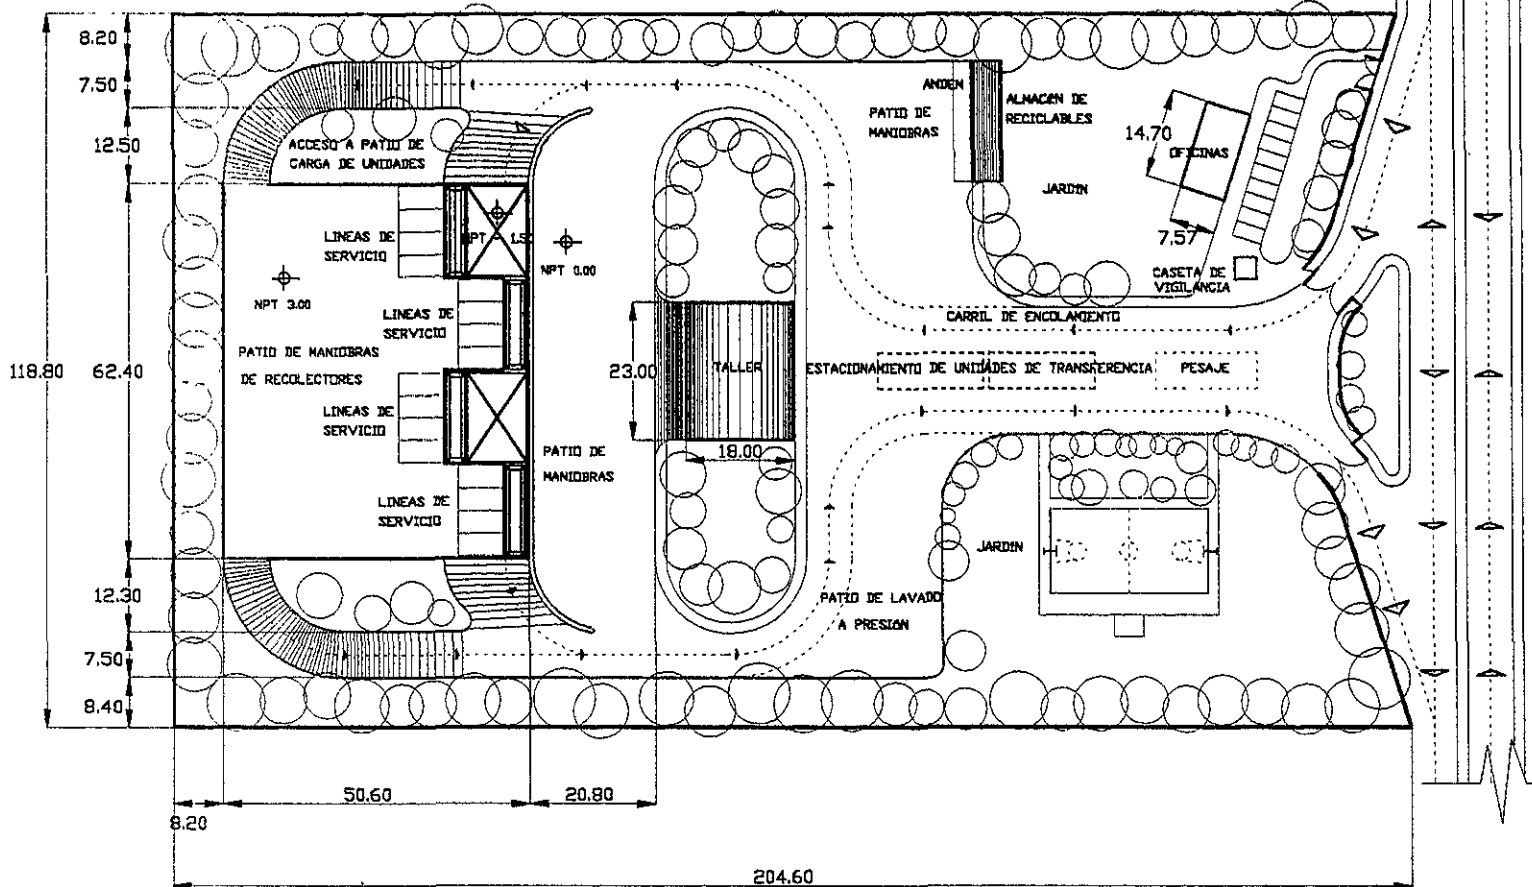 8.20
7.50
12.50
118.80
62.40
12.30
7.50
8.40
ACCESO A PATIO DE
CARGA DE UNIDADES
LINEAS DE
SERVICIO
NPT 0.00
NPT 3.00
LINEAS DE
SERVICIO
PATIO DE MANIOBRAS
DE RECOLECTORES
LINEAS DE
SERVICIO
LINEAS DE
SERVICIO
PATIO DE
MANIOBRAS
23.00
TALLER
18.00
ANDEN
PATIO DE
MANIOBRAS
ALMACEN DE
RECICLABLES
JARDIN
14.70
OFICINAS
7.57
CASETA DE
VIGILANCIA
CARRIL DE ENCOLAMIENTO
ESTACIONAMIENTO DE UNIDADES DE TRANSFERENCIA
PESAJE
JARDIN
PATIO DE LAVADO
A PRESIÓN
50.60
20.80
8.20
204.60